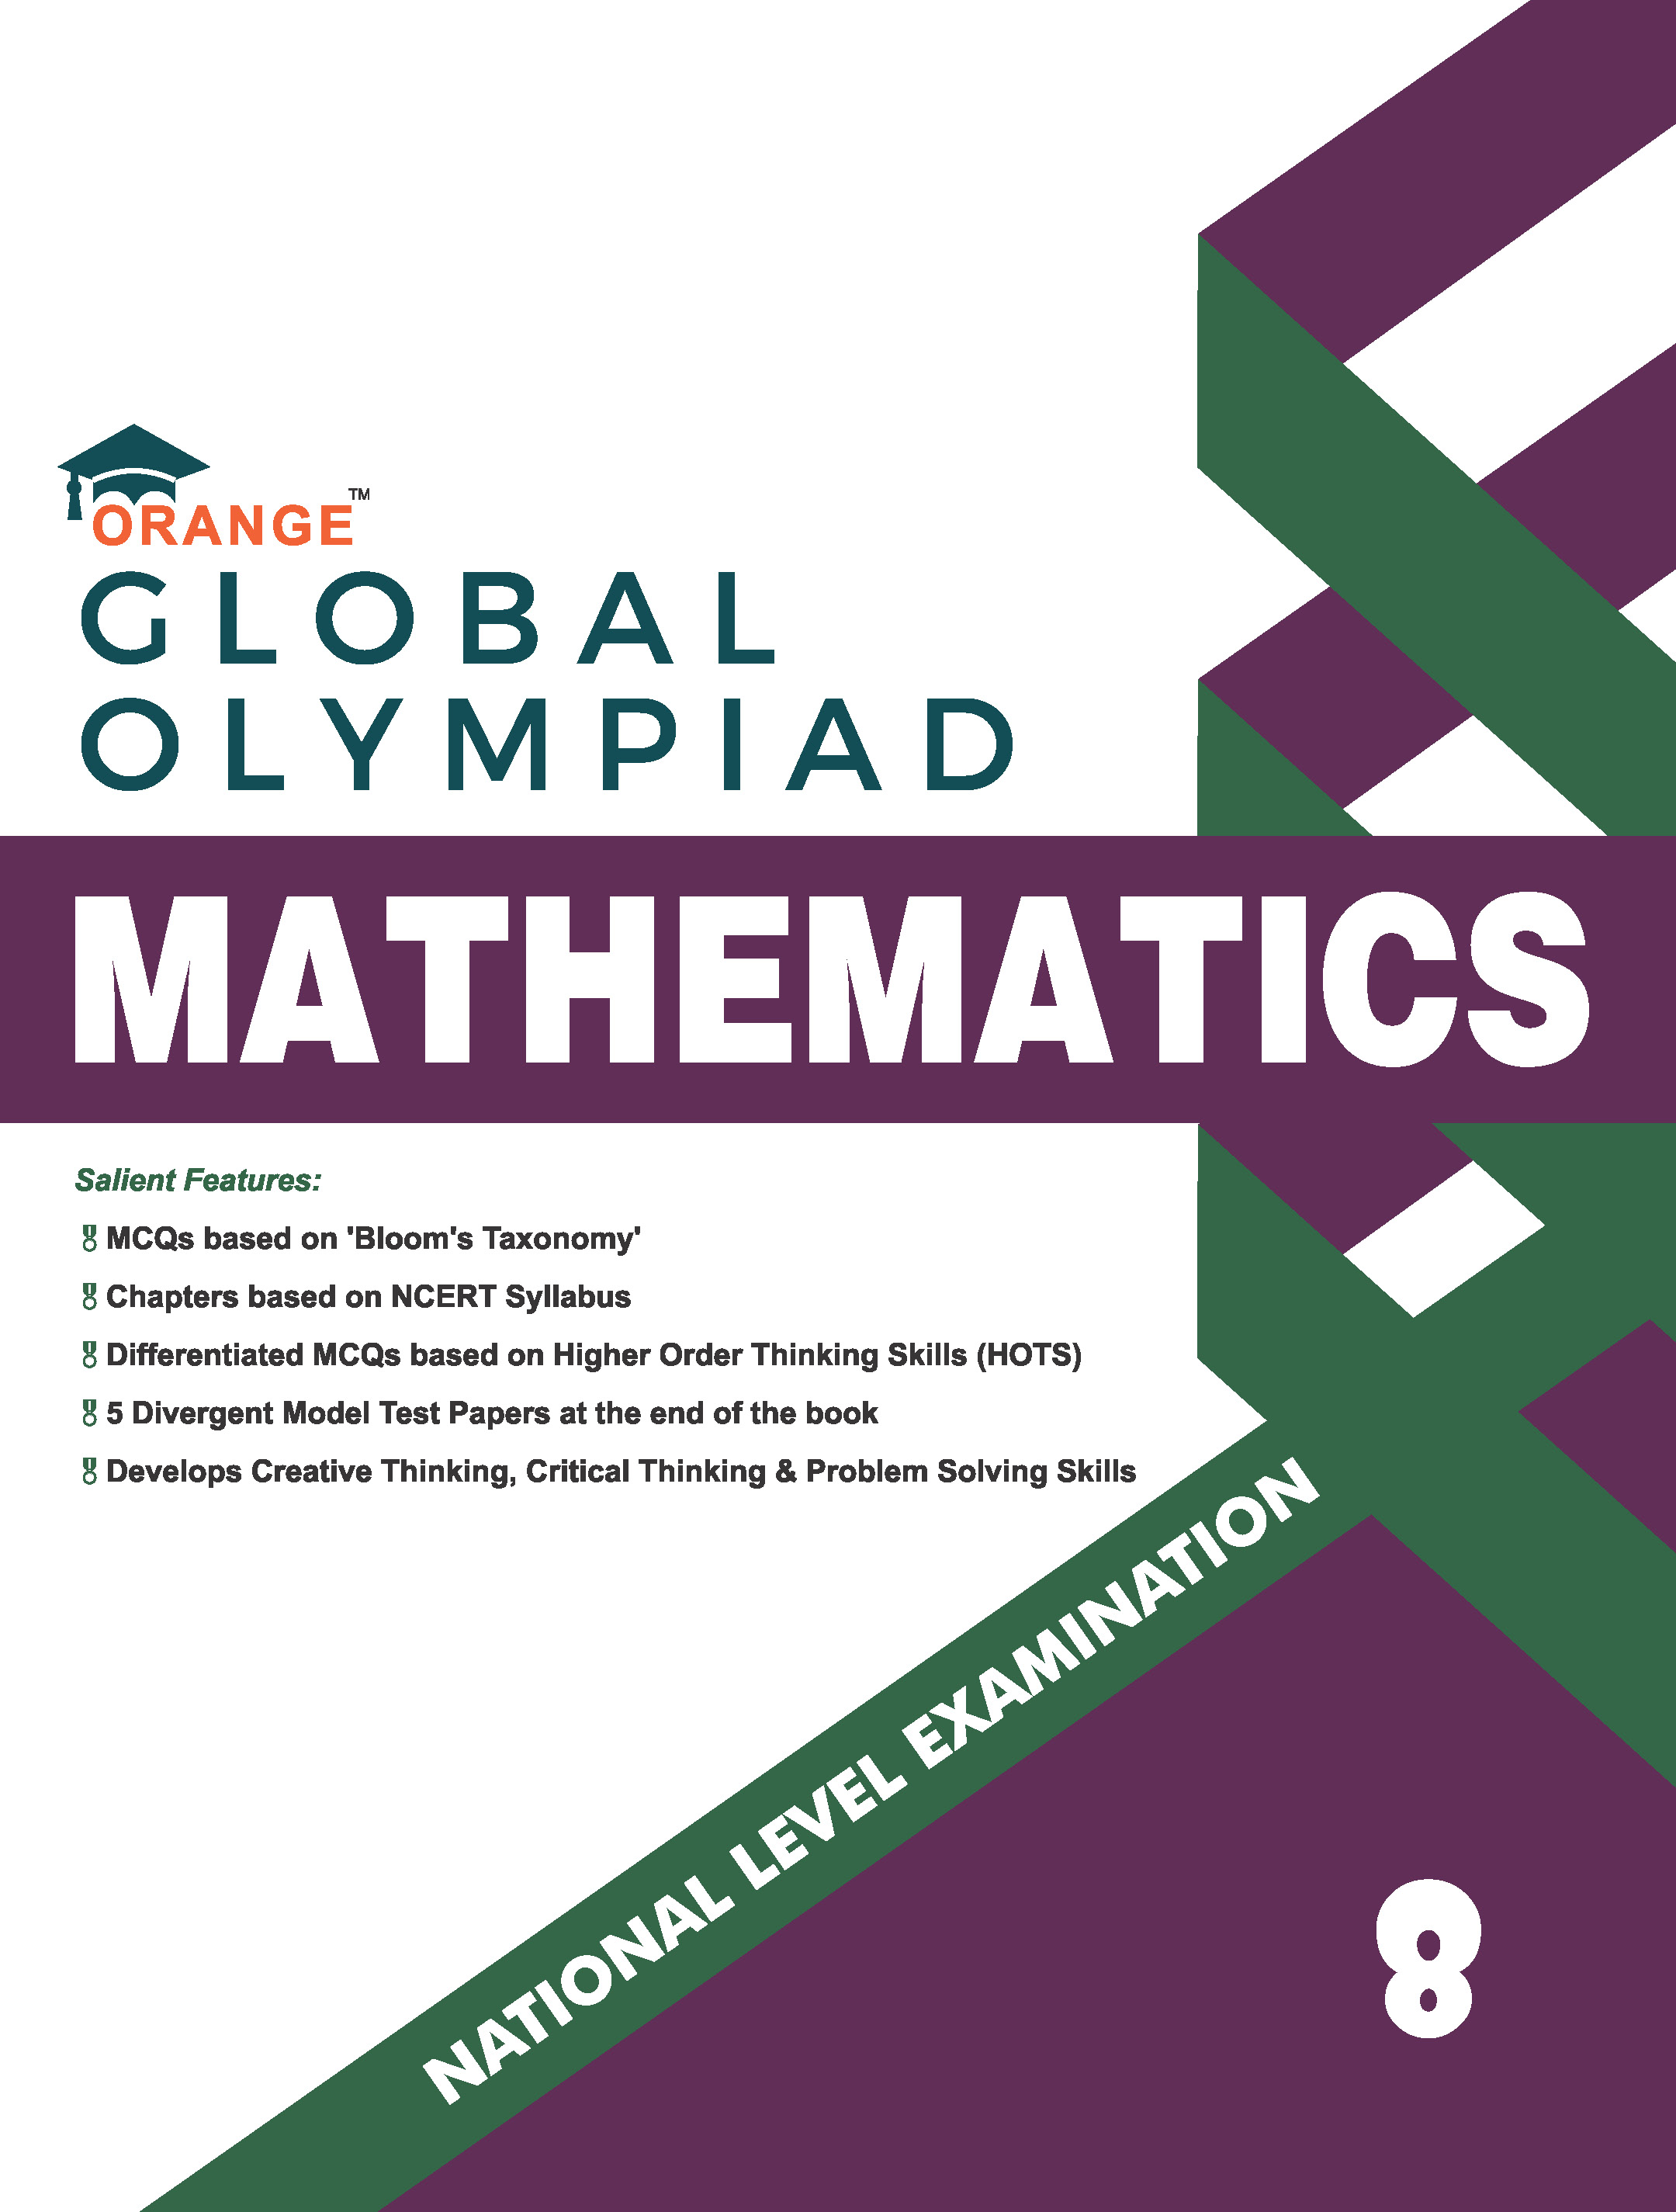 ORANGE™
GLOBAL
OLYMPIAD
MATHEMATICS
Salient Features:
MCQs based on 'Bloom's Taxonomy'
Chapters based on NCERT Syllabus
Differentiated MCQs based on Higher Order Thinking Skills (HOTS)
5 Divergent Model Test Papers at the end of the book
Develops Creative Thinking, Critical Thinking & Problem Solving Skills
NATIONAL LEVEL EXAMINATION
8